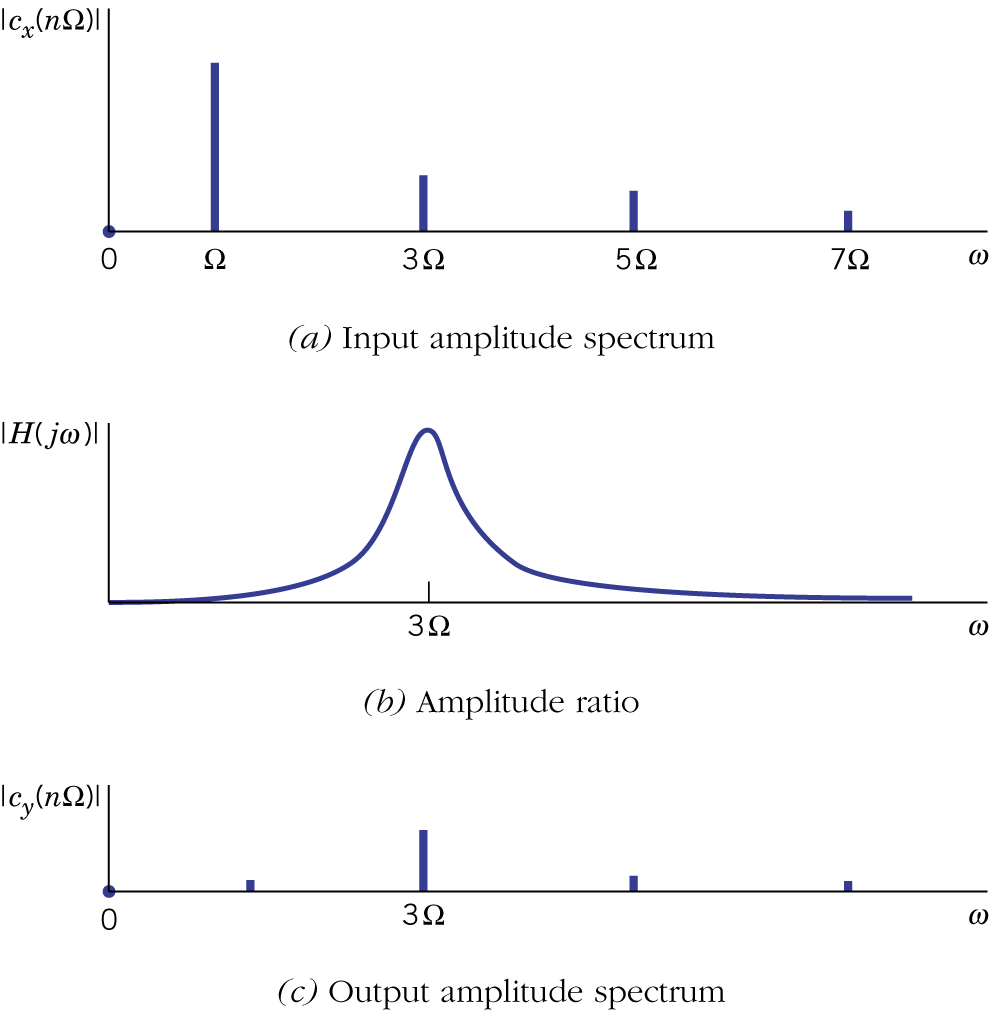 |cₓ(nΩ)|
0 Ω 3Ω 5Ω 7Ω ω
(a) Input amplitude spectrum
|H(jω)|
3Ω ω
(b) Amplitude ratio
|c_y(nΩ)|
0 3Ω ω
(c) Output amplitude spectrum